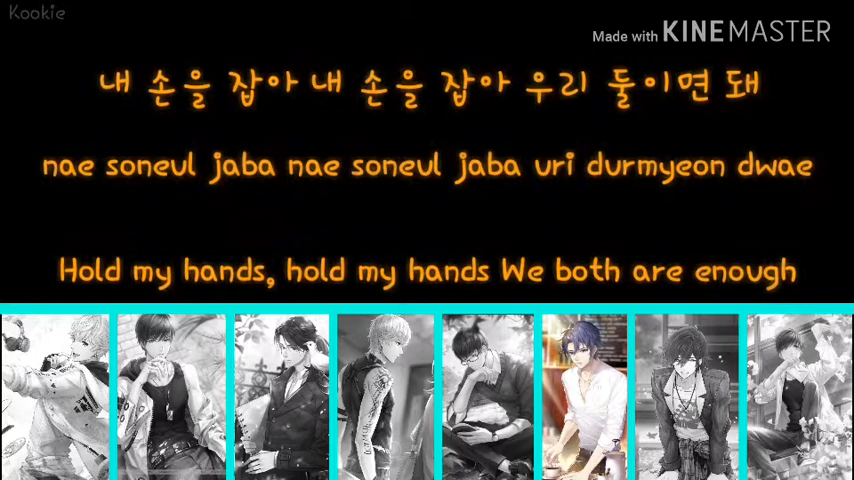 Kookie
Made with KINEMASTER
내 손을 잡아 내 손을 잡아 우리 둘이면 돼
nae soneul jaba nae soneul jaba uri durmyeon dwae
Hold my hands, hold my hands We both are enough